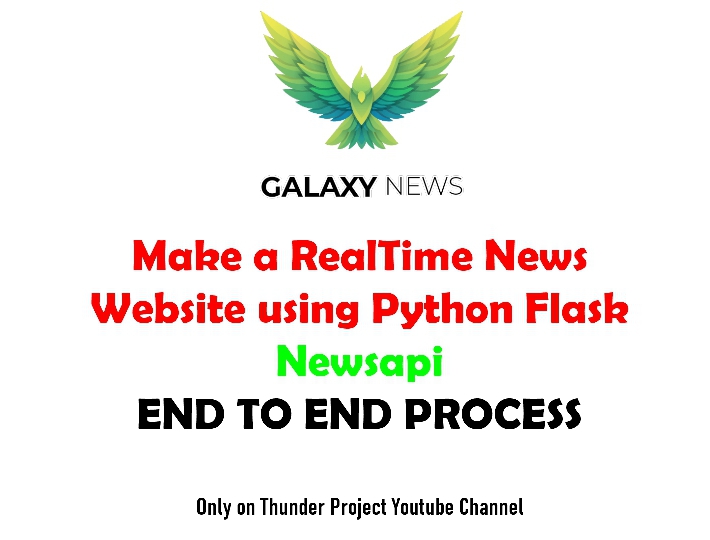 GALAXY NEWS
Make a RealTime News
Website using Python Flask
Newsapi
END TO END PROCESS
Only on Thunder Project Youtube Channel